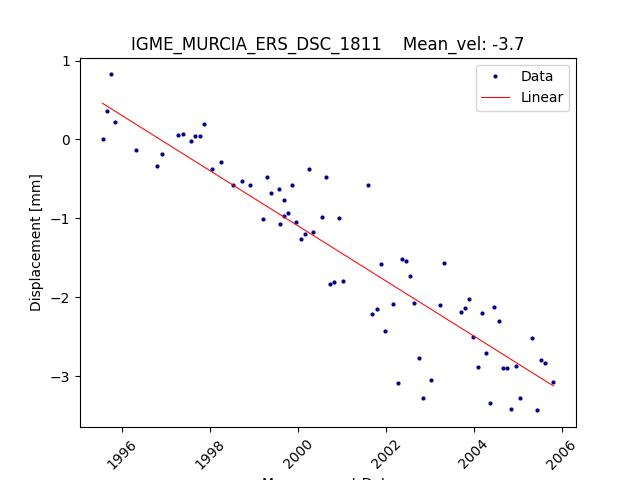 IGME_MURCIA_ERS_DSC_1811 Mean_vel: -3.7
Data
Linear
Displacement [mm]
1
0
−1
−2
−3
1996
1998
2000
2002
2004
2006